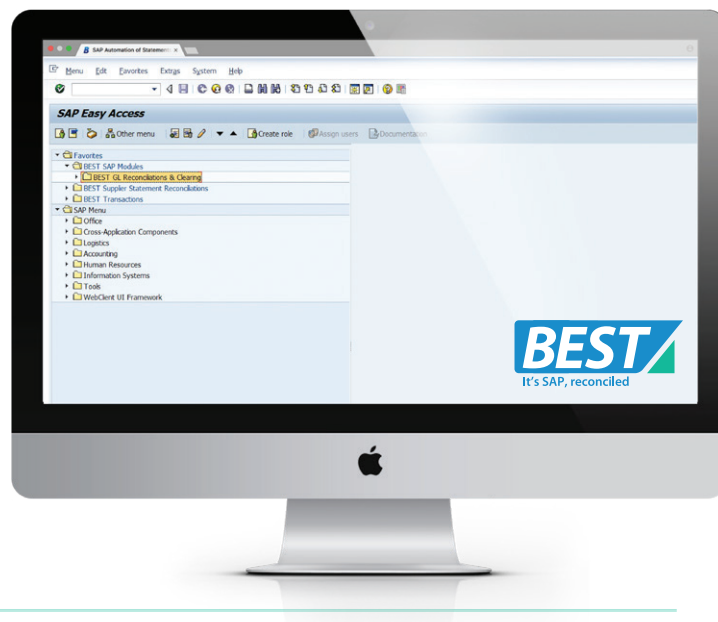 B SAP Automation of Statement
Menu Edit Favorites Extras System Help
SAP Easy Access
Other menu Create role Assign users Documentation
Favorites
BEST SAP Modules
BEST GL Reconciliations & Clearing
BEST Suppler Statement Reconciliations
BEST Transactions
SAP Menu
Office
Cross-Application Components
Logistics
Accounting
Human Resources
Information Systems
Tools
WebClient UI Framework
BEST
It's SAP, reconciled